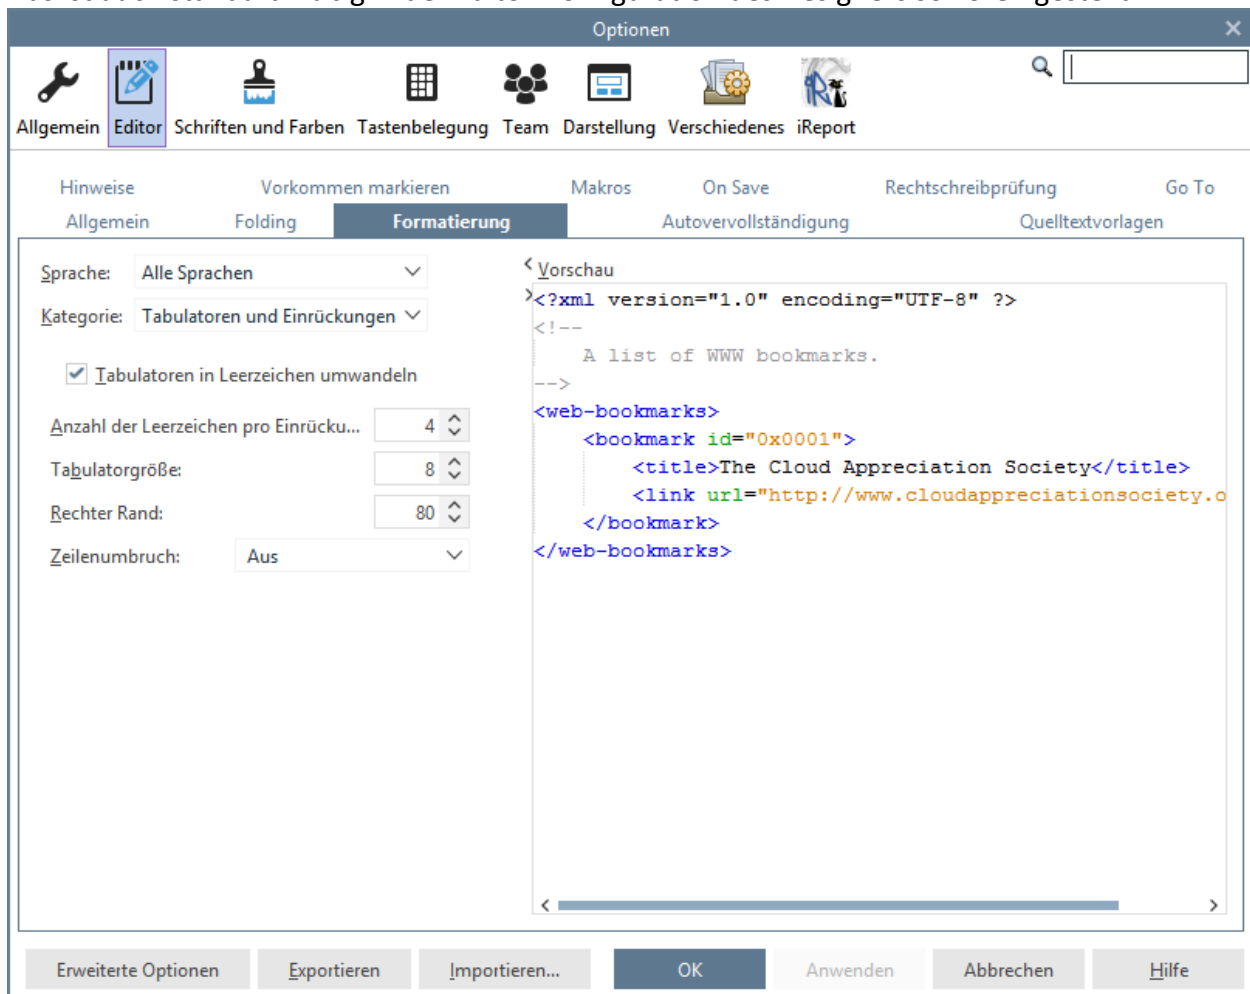 Optionen
Allgemein Editor Schriften und Farben Tastenbelegung Team Darstellung Verschiedenes iReport
Hinweise Vorkommen markieren Makros On Save Rechtschreibprüfung Go To
Allgemein Folding Formatierung Autovervollständigung Quelltextvorlagen
Sprache: Alle Sprachen
Kategorie: Tabulatoren und Einrückungen
Tabulatoren in Leerzeichen umwandeln
Anzahl der Leerzeichen pro Einrücku... 4
Tabulatorgröße: 8
Rechter Rand: 80
Zeilenumbruch: Aus
Vorschau
<?xml version="1.0" encoding="UTF-8" ?>
<!--
    A list of WWW bookmarks.
-->
<web-bookmarks>
    <bookmark id="0x0001">
        <title>The Cloud Appreciation Society</title>
        <link url="http://www.cloudappreciationsociety.o
    </bookmark>
</web-bookmarks>
Erweiterte Optionen Exportieren Importieren... OK Anwenden Abbrechen Hilfe